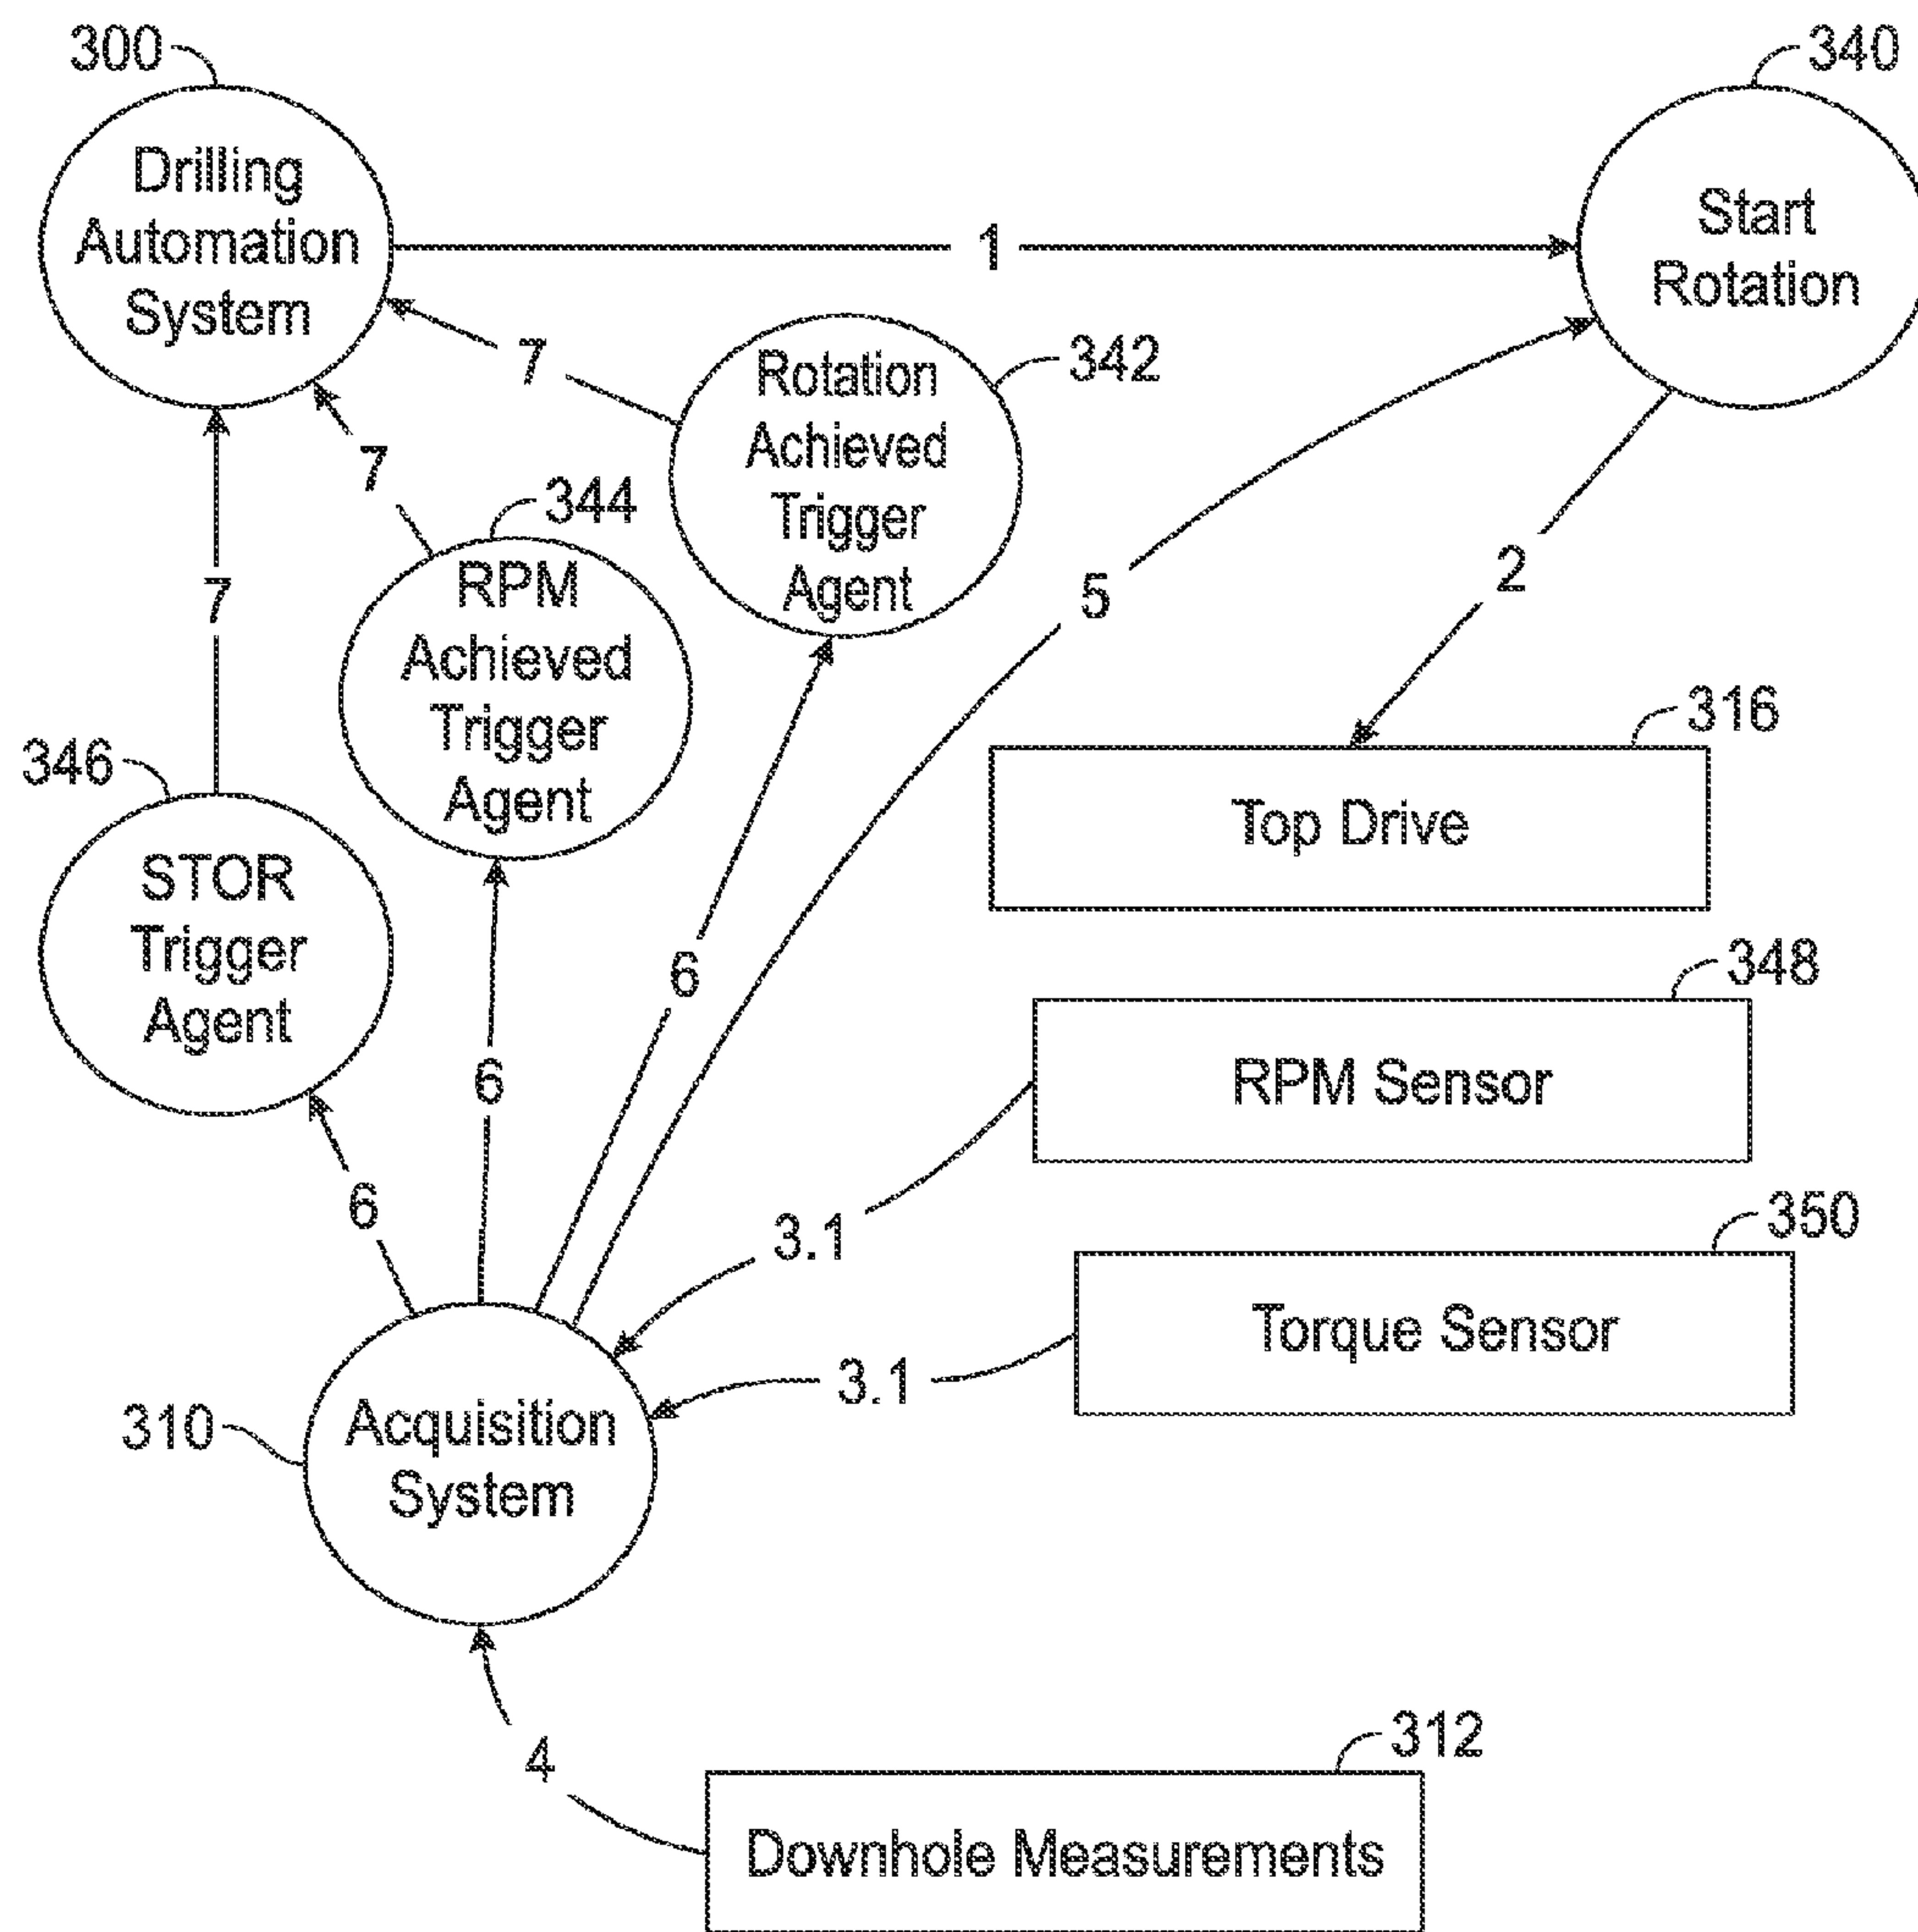 300
340
Drilling
Automation
System
1
Start
Rotation
7
342
Rotation
Achieved
Trigger
Agent
7
344
RPM
Achieved
Trigger
Agent
5
2
7
316
Top Drive
346
STOR
Trigger
Agent
6
348
RPM Sensor
6
6
3.1
350
Torque Sensor
3.1
310
Acquisition
System
4
312
Downhole Measurements